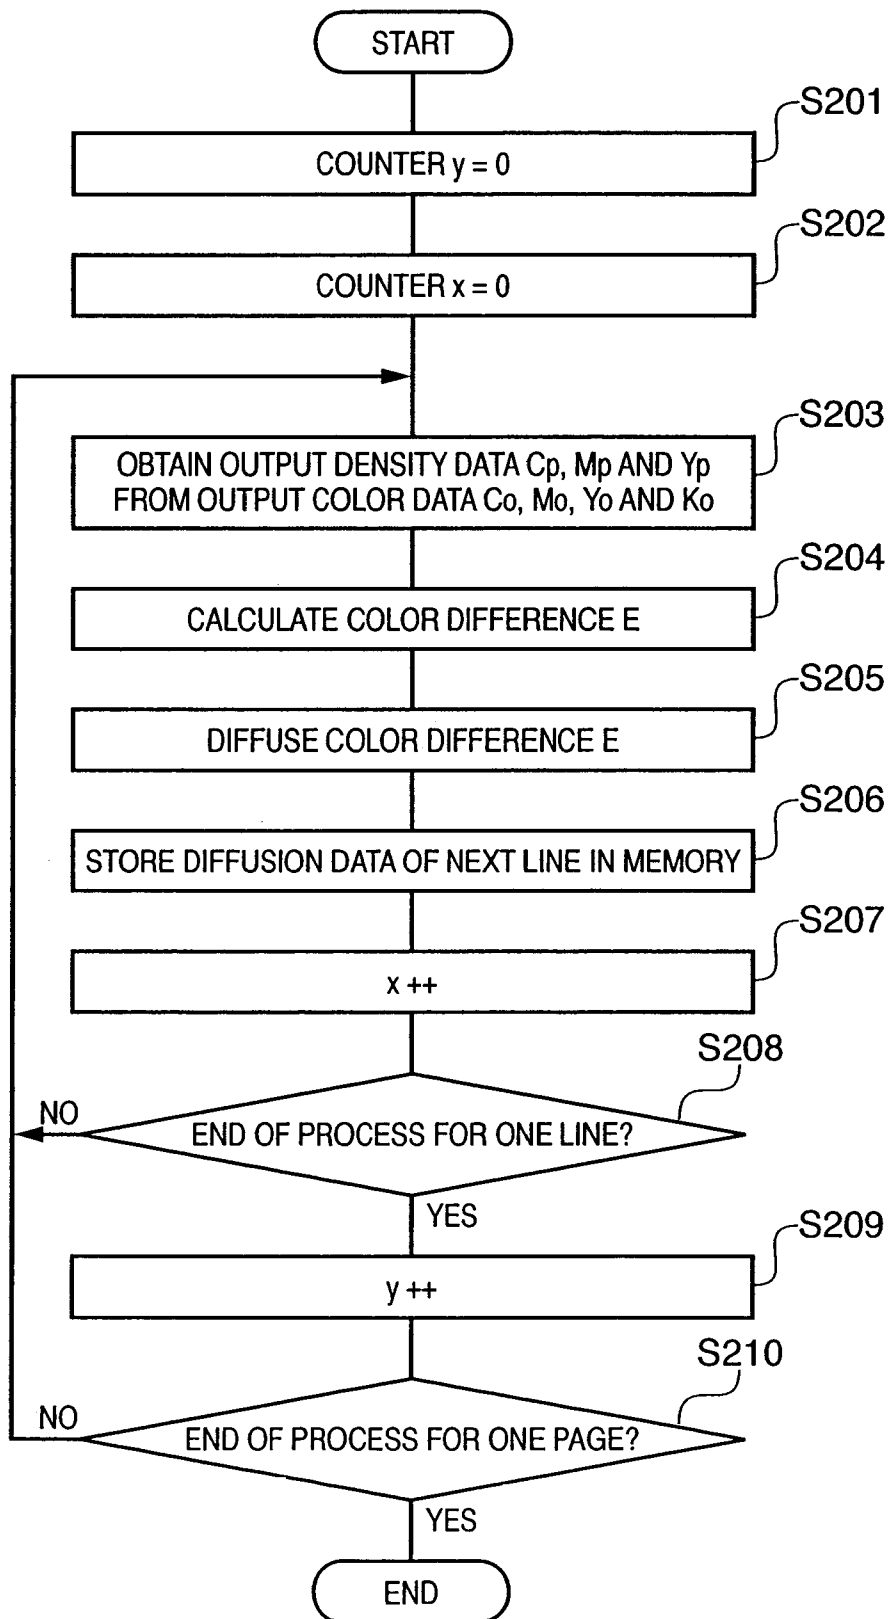 START
S201
COUNTER y = 0
S202
COUNTER x = 0
S203
OBTAIN OUTPUT DENSITY DATA Cp, Mp AND Yp
FROM OUTPUT COLOR DATA Co, Mo, Yo AND Ko
S204
CALCULATE COLOR DIFFERENCE E
S205
DIFFUSE COLOR DIFFERENCE E
S206
STORE DIFFUSION DATA OF NEXT LINE IN MEMORY
S207
x ++
S208
NO
END OF PROCESS FOR ONE LINE?
YES
S209
y ++
S210
NO
END OF PROCESS FOR ONE PAGE?
YES
END